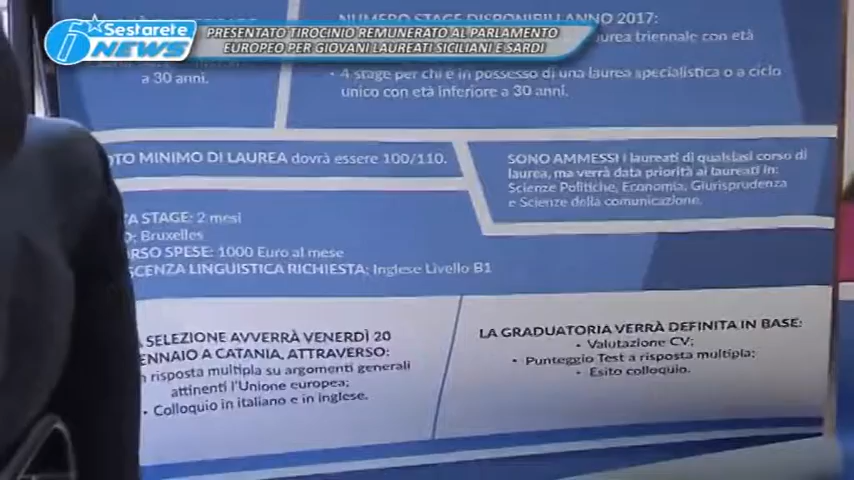 Sestarete
6 NEWS
PRESENTATO TIROCINIO REMUNERATO AL PARLAMENTO
EUROPEO PER GIOVANI LAUREATI SICILIANI E SARDI
NUMERO STAGE DISPONIBILI ANNO 2017:
laurea triennale con età
a 30 anni.
• 4 stage per chi è in possesso di una laurea specialistica o a ciclo
unico con età inferiore a 30 anni.
MINIMO DI LAUREA dovrà essere 100/110.
SONO AMMESSI i laureati di qualsiasi corso di
laurea, ma verrà data priorità ai laureati in:
Scienze Politiche, Economia, Giurisprudenza
e Scienze della comunicazione.
STAGE: 2 mesi
Bruxelles
SPESE: 1000 Euro al mese
LINGUISTICA RICHIESTA: Inglese Livello B1
SELEZIONE AVVERRÀ VENERDÌ 20
A CATANIA, ATTRAVERSO:
risposta multipla su argomenti generali
attinenti l'Unione europea;
• Colloquio in italiano e in inglese.
LA GRADUATORIA VERRÀ DEFINITA IN BASE:
• Valutazione CV;
• Punteggio Test a risposta multipla;
• Esito colloquio.